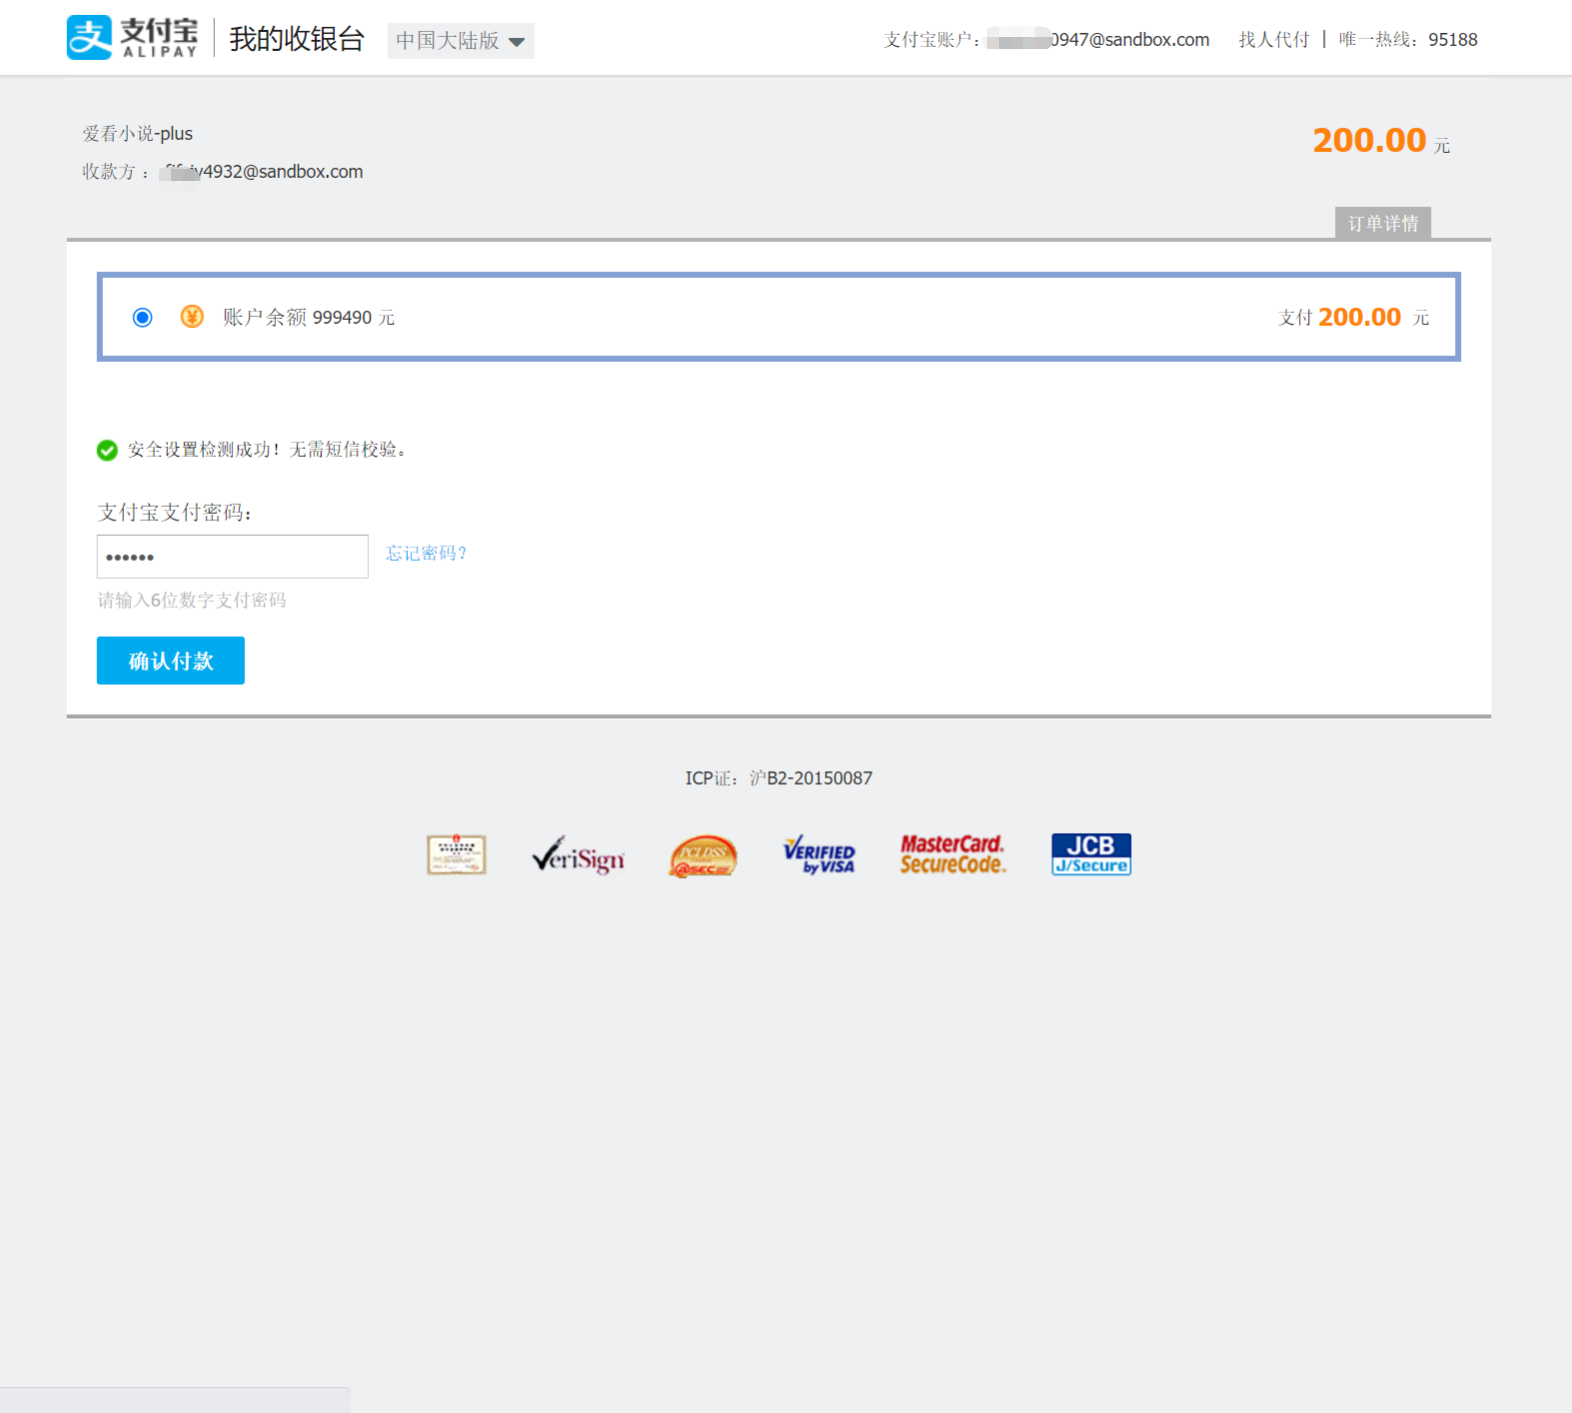 支付宝 ALIPAY 我的收银台 中国大陆版 支付宝账户： 0947@sandbox.com 找人代付 | 唯一热线： 95188
爱看小说-plus 200.00 元
收款方： 4932@sandbox.com
订单详情
账户余额 999490 元 支付 200.00 元
安全设置检测成功！无需短信校验。
支付宝支付密码：
•••••• 忘记密码？
请输入6位数字支付密码
确认付款
ICP证： 沪B2-20150087
VeriSign PCI DSS @SEC VERIFIED by VISA MasterCard. SecureCode. JCB J/Secure